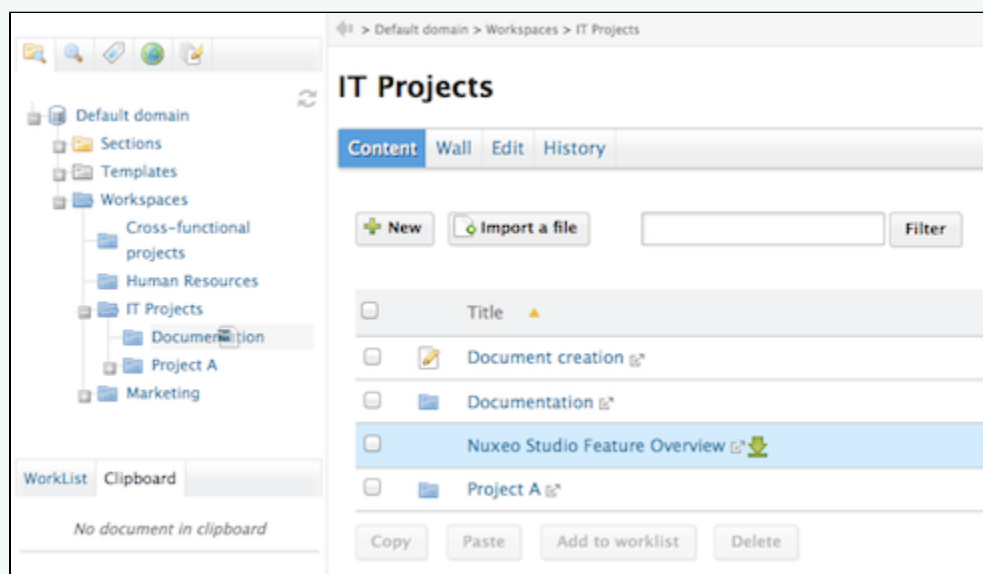 > Default domain > Workspaces > IT Projects
IT Projects
Content Wall Edit History
New Import a file Filter
Title
Document creation
Documentation
Nuxeo Studio Feature Overview
Project A
Copy Paste Add to worklist Delete
Default domain
Sections
Templates
Workspaces
Cross-functional
projects
Human Resources
IT Projects
Project A
Marketing
WorkList Clipboard
No document in clipboard